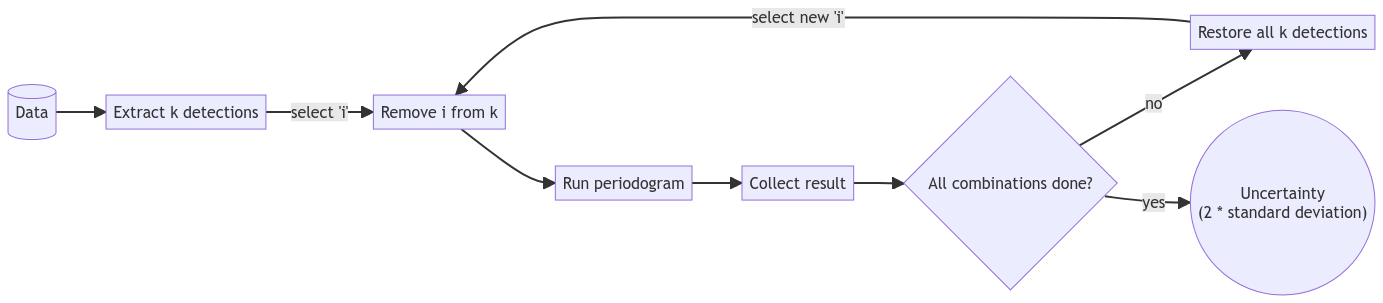 select new 'i'
Restore all k detections
Data
Extract k detections
select 'i'
Remove i from k
no
Run periodogram
Collect result
All combinations done?
yes
Uncertainty
(2 * standard deviation)